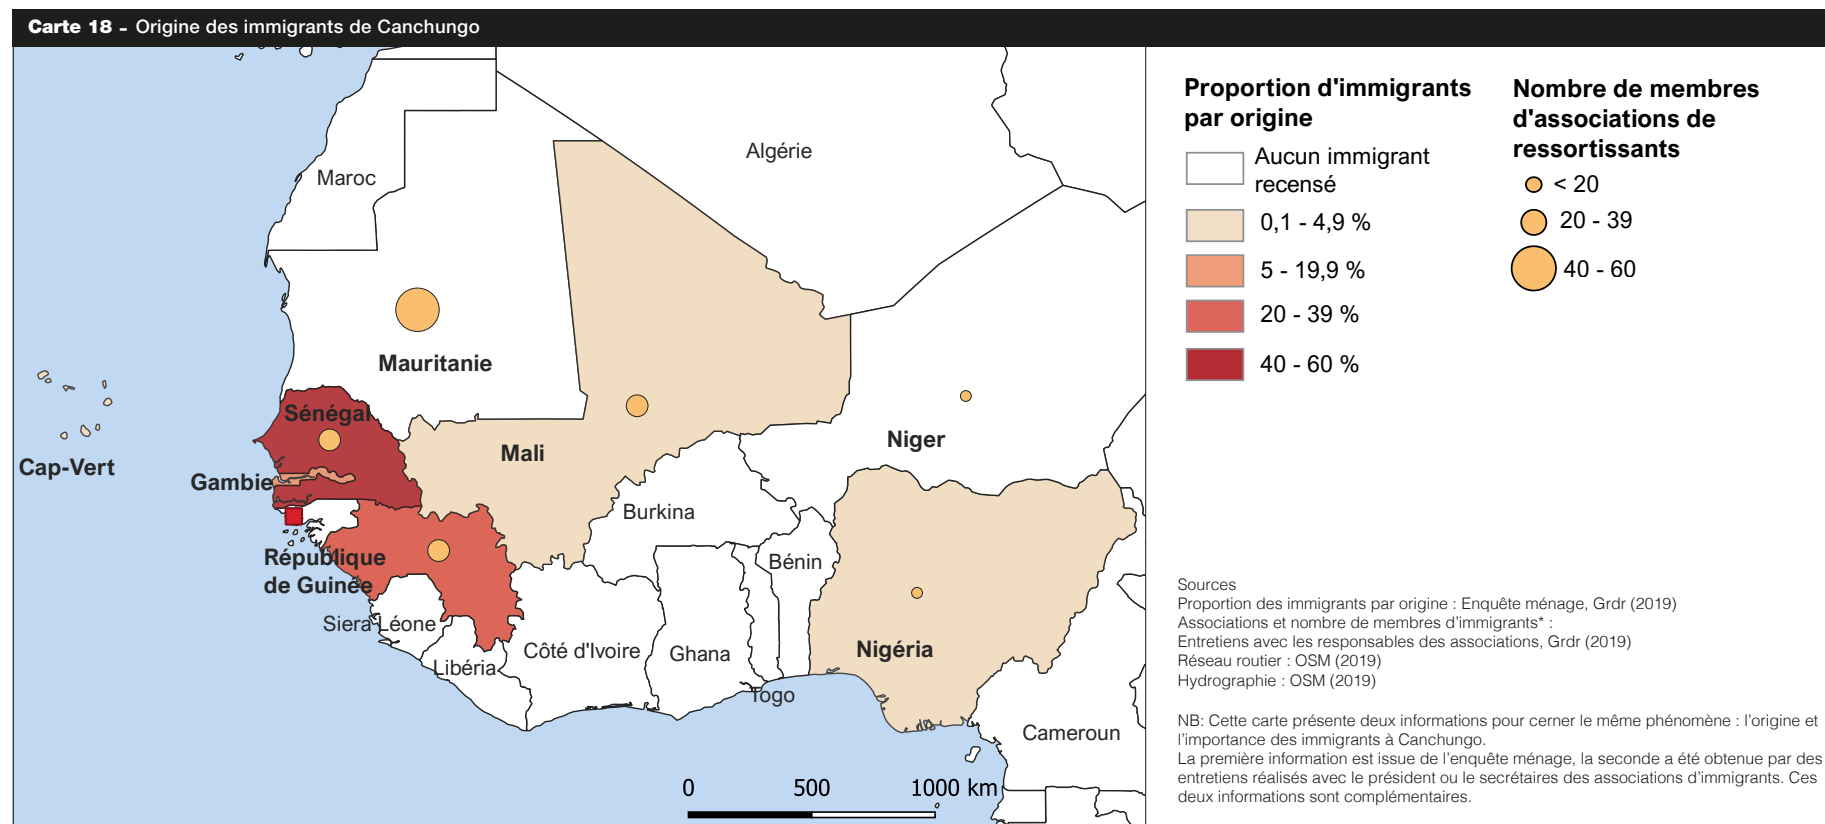 Carte 18 - Origine des immigrants de Canchungo
Maroc
Algérie
Mauritanie
Sénégal
Cap-Vert
Gambie
Mali
Niger
Burkina
République
de Guinée
Bénin
Siera Léone
Libéria
Côté d'Ivoire
Ghana
Nigéria
Togo
Cameroun
0 500 1000 km
Proportion d'immigrants
par origine
Aucun immigrant
recensé
0,1 - 4,9 %
5 - 19,9 %
20 - 39 %
40 - 60 %
Nombre de membres
d'associations de
ressortissants
< 20
20 - 39
40 - 60
Sources
Proportion des immigrants par origine : Enquête ménage, Grdr (2019)
Associations et nombre de membres d'immigrants* :
Entretiens avec les responsables des associations, Grdr (2019)
Réseau routier : OSM (2019)
Hydrographie : OSM (2019)
NB: Cette carte présente deux informations pour cerner le même phénomène : l'origine et
l'importance des immigrants à Canchungo.
La première information est issue de l'enquête ménage, la seconde a été obtenue par des
entretiens réalisés avec le président ou le secrétaires des associations d'immigrants. Ces
deux informations sont complémentaires.